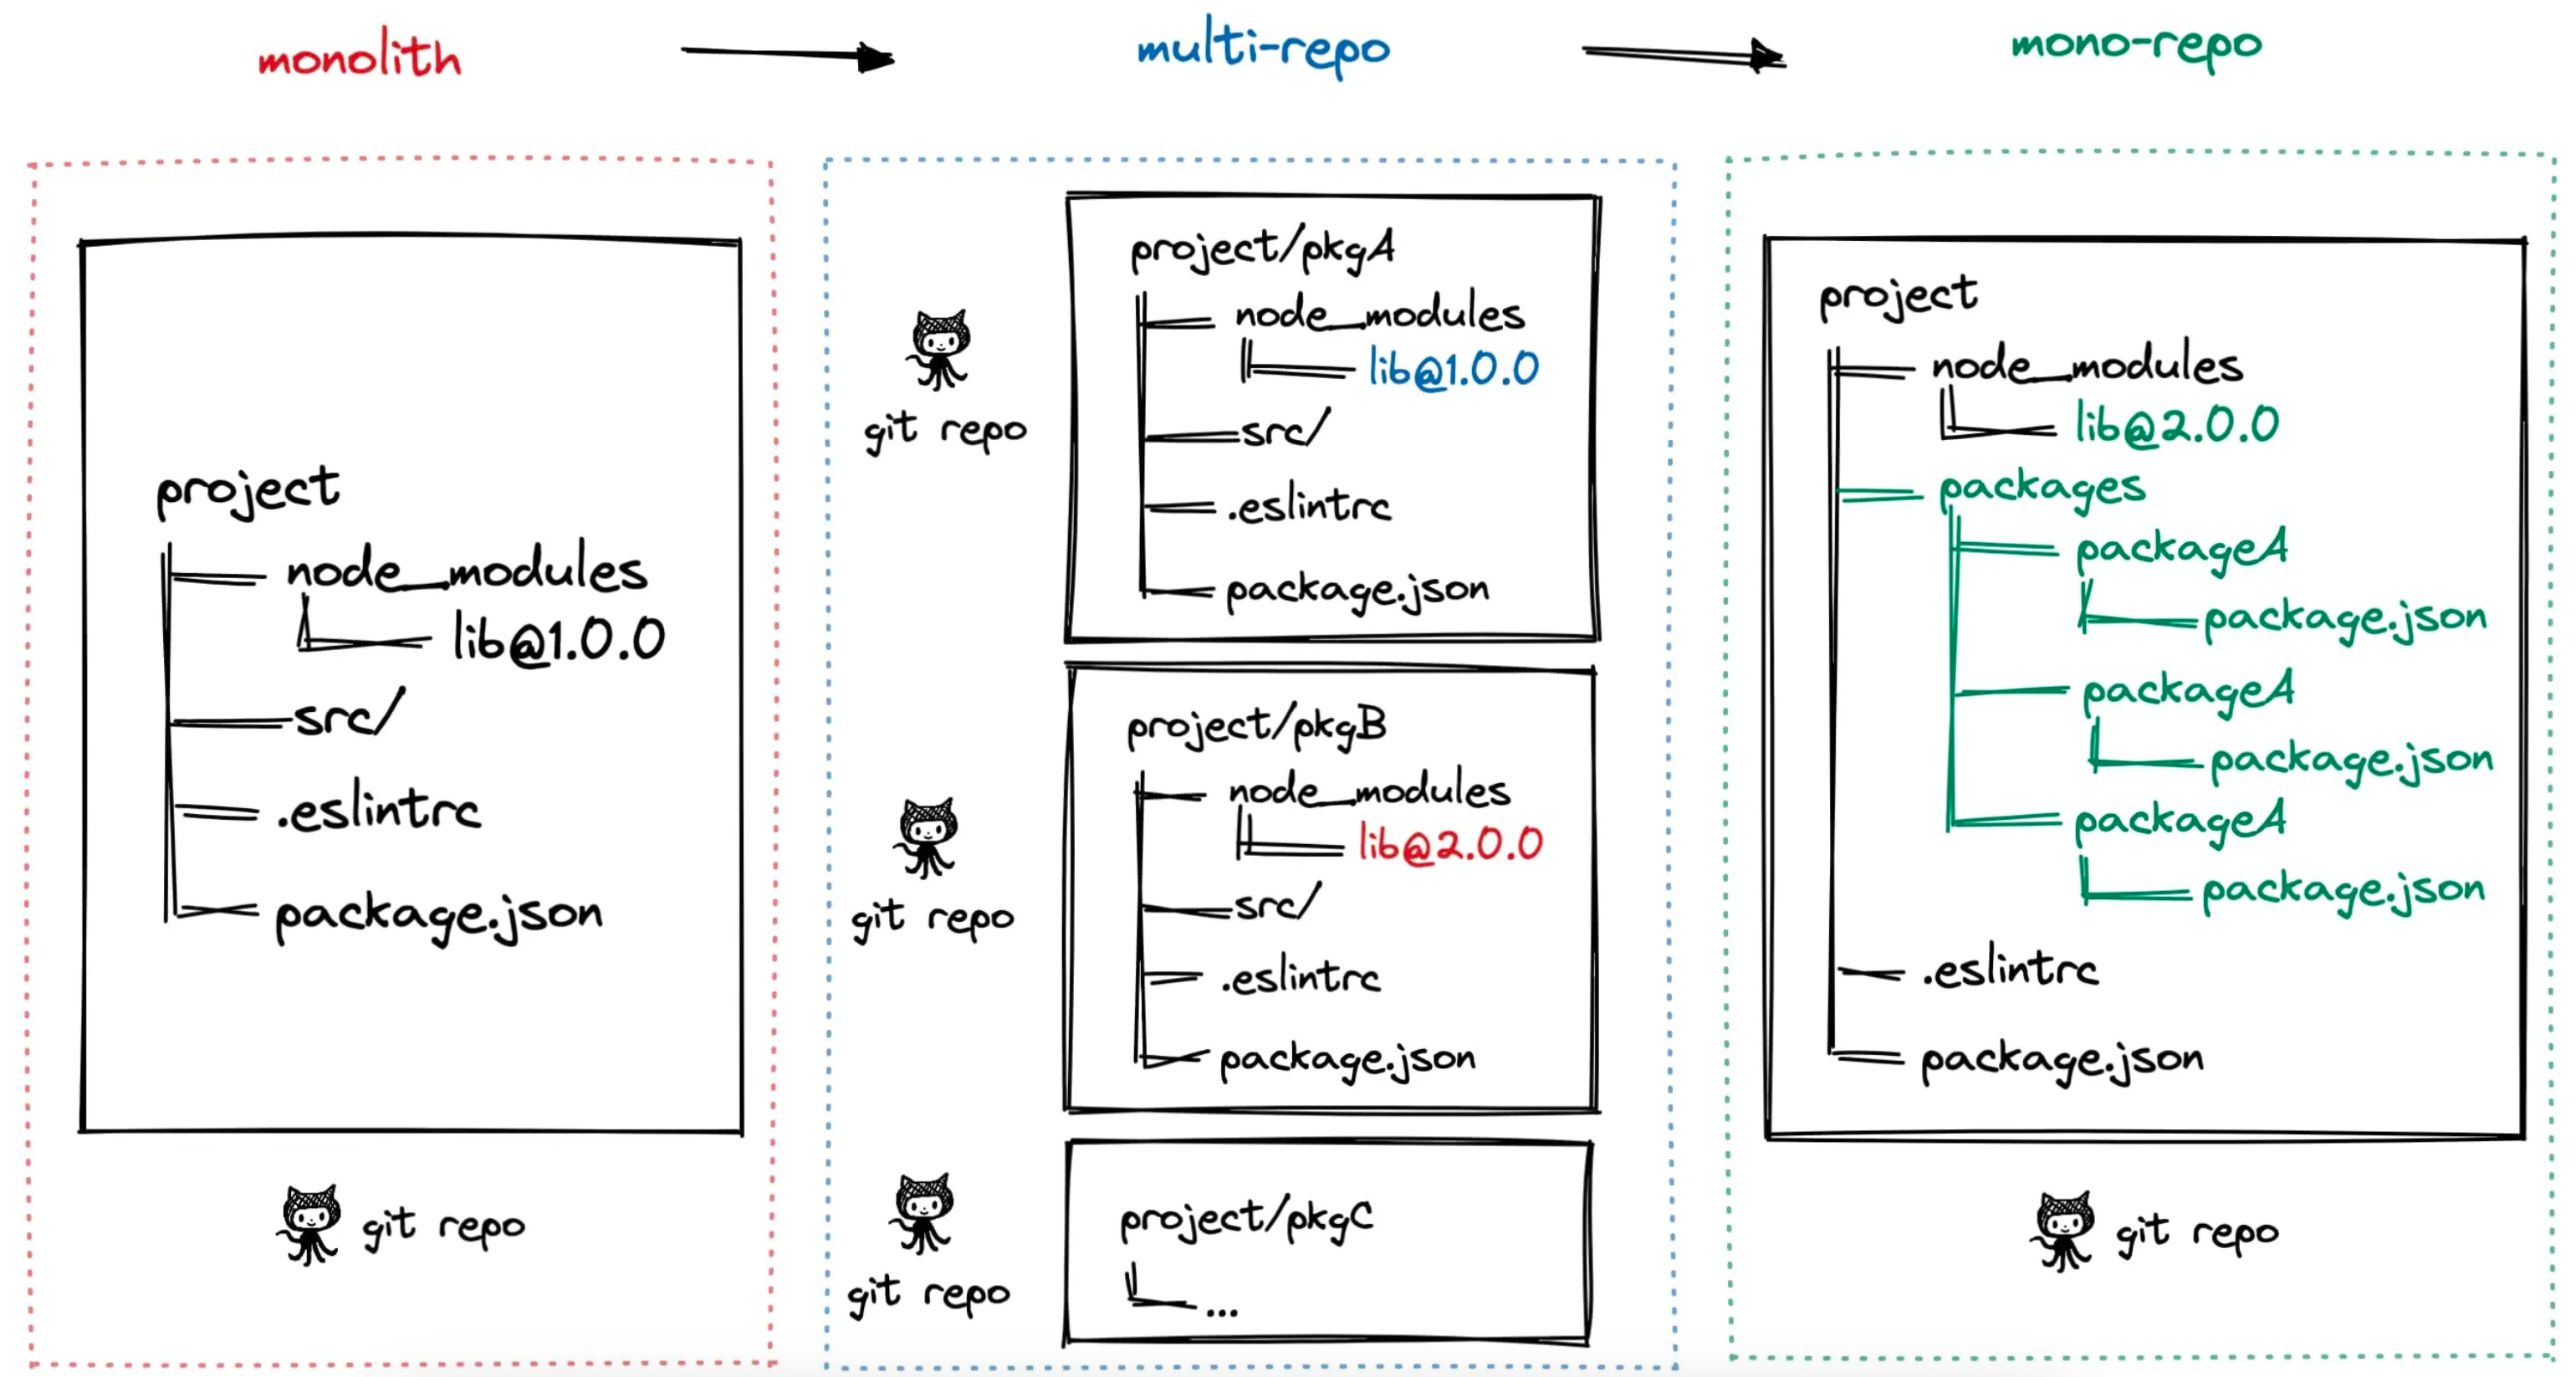 monolith
multi-repo
mono-repo
project
node_modules
lib@1.0.0
src/
.eslintrc
package.json
git repo
git repo
project/pkgA
node_modules
lib@1.0.0
src/
.eslintrc
package.json
git repo
project/pkgB
node_modules
lib@2.0.0
src/
.eslintrc
package.json
git repo
project/pkgC
...
project
node_modules
lib@2.0.0
packages
packageA
package.json
packageA
package.json
packageA
package.json
.eslintrc
package.json
git repo